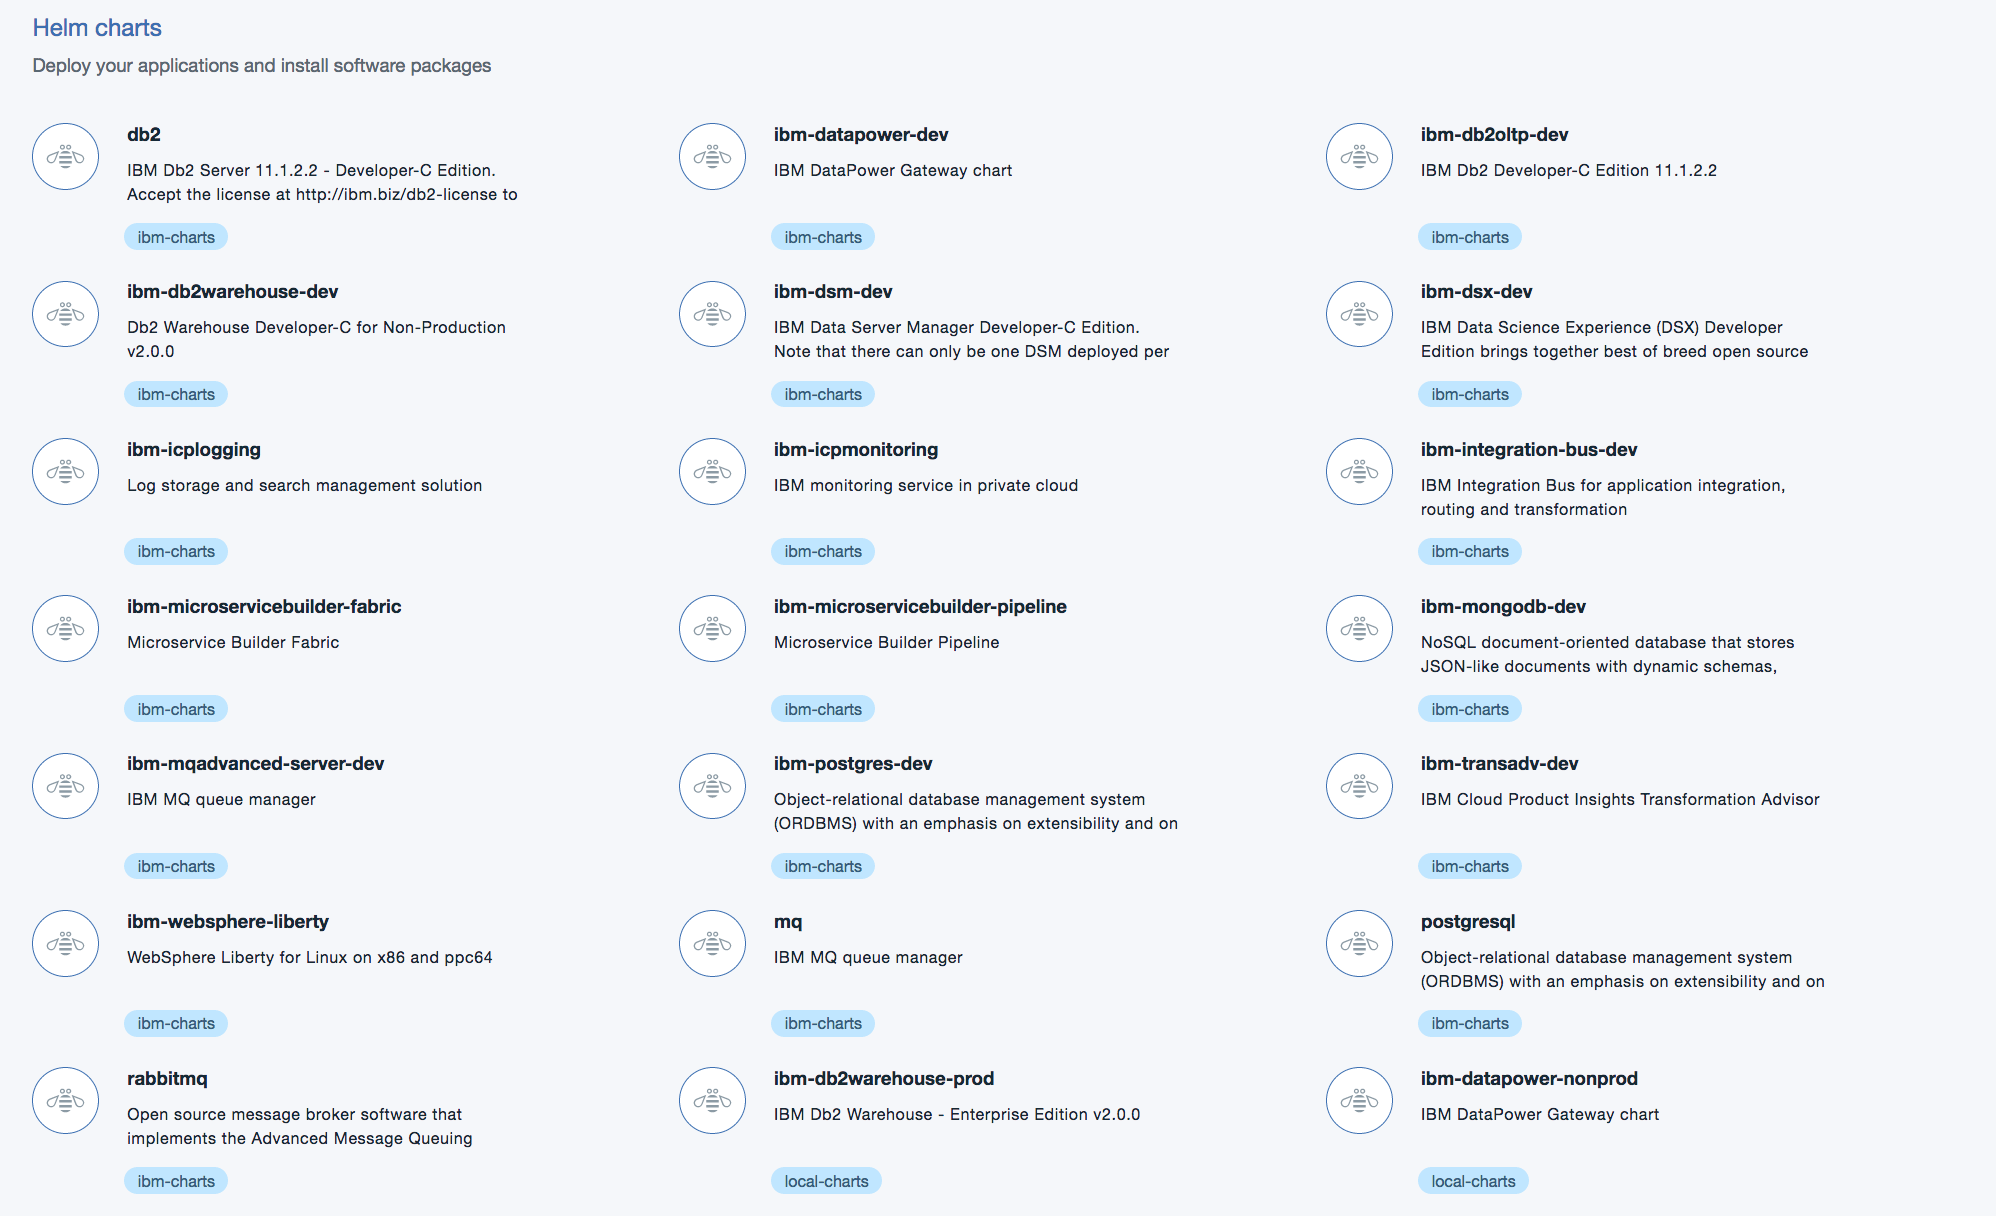 Helm charts
Deploy your applications and install software packages
db2
IBM Db2 Server 11.1.2.2 - Developer-C Edition.
Accept the license at http://ibm.biz/db2-license to
ibm-charts
ibm-datapower-dev
IBM DataPower Gateway chart
ibm-charts
ibm-db2oltp-dev
IBM Db2 Developer-C Edition 11.1.2.2
ibm-charts
ibm-db2warehouse-dev
Db2 Warehouse Developer-C for Non-Production
v2.0.0
ibm-charts
ibm-dsm-dev
IBM Data Server Manager Developer-C Edition.
Note that there can only be one DSM deployed per
ibm-charts
ibm-dsx-dev
IBM Data Science Experience (DSX) Developer
Edition brings together best of breed open source
ibm-charts
ibm-icplogging
Log storage and search management solution
ibm-charts
ibm-icpmonitoring
IBM monitoring service in private cloud
ibm-charts
ibm-integration-bus-dev
IBM Integration Bus for application integration,
routing and transformation
ibm-charts
ibm-microservicebuilder-fabric
Microservice Builder Fabric
ibm-charts
ibm-microservicebuilder-pipeline
Microservice Builder Pipeline
ibm-charts
ibm-mongodb-dev
NoSQL document-oriented database that stores
JSON-like documents with dynamic schemas,
ibm-charts
ibm-mqadvanced-server-dev
IBM MQ queue manager
ibm-charts
ibm-postgres-dev
Object-relational database management system
(ORDBMS) with an emphasis on extensibility and on
ibm-charts
ibm-transadv-dev
IBM Cloud Product Insights Transformation Advisor
ibm-charts
ibm-websphere-liberty
WebSphere Liberty for Linux on x86 and ppc64
ibm-charts
mq
IBM MQ queue manager
ibm-charts
postgresql
Object-relational database management system
(ORDBMS) with an emphasis on extensibility and on
ibm-charts
rabbitmq
Open source message broker software that
implements the Advanced Message Queuing
ibm-charts
ibm-db2warehouse-prod
IBM Db2 Warehouse - Enterprise Edition v2.0.0
local-charts
ibm-datapower-nonprod
IBM DataPower Gateway chart
local-charts